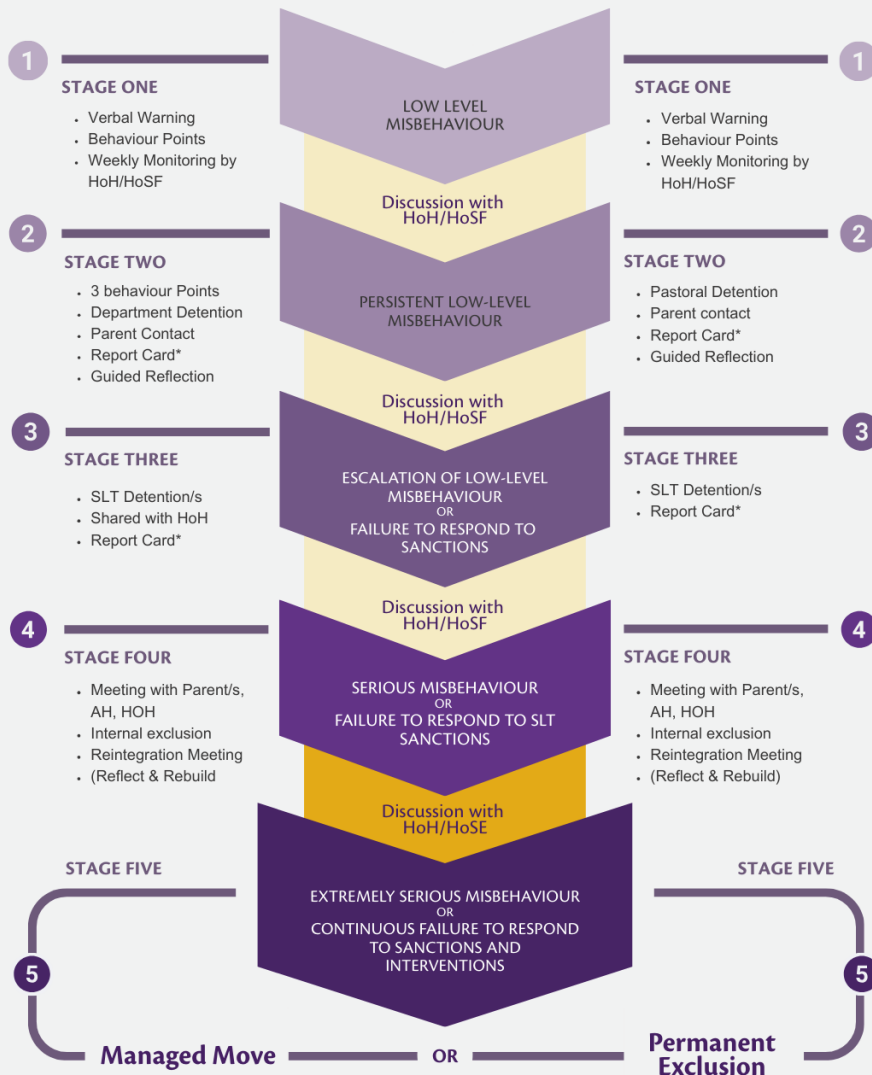 1
STAGE ONE
• Verbal Warning
• Behaviour Points
• Weekly Monitoring by
HoH/HoSF
LOW LEVEL
MISBEHAVIOUR
1
STAGE ONE
• Verbal Warning
• Behaviour Points
• Weekly Monitoring by
HoH/HoSF
Discussion with
HoH/HoSF
2
STAGE TWO
• 3 behaviour Points
• Department Detention
• Parent Contact
• Report Card*
• Guided Reflection
PERSISTENT LOW-LEVEL
MISBEHAVIOUR
2
STAGE TWO
• Pastoral Detention
• Parent contact
• Report Card*
• Guided Reflection
Discussion with
HoH/HoSF
3
STAGE THREE
• SLT Detention/s
• Shared with HoH
• Report Card*
ESCALATION OF LOW-LEVEL
MISBEHAVIOUR
OR
FAILURE TO RESPOND TO
SANCTIONS
3
STAGE THREE
• SLT Detention/s
• Report Card*
Discussion with
HoH/HoSF
4
STAGE FOUR
• Meeting with Parent/s,
AH, HOH
• Internal exclusion
• Reintegration Meeting
• (Reflect & Rebuild
SERIOUS MISBEHAVIOUR
OR
FAILURE TO RESPOND TO SLT
SANCTIONS
4
STAGE FOUR
• Meeting with Parent/s,
AH, HOH
• Internal exclusion
• Reintegration Meeting
• (Reflect & Rebuild)
Discussion with
HoH/HoSE
STAGE FIVE
5
EXTREMELY SERIOUS MISBEHAVIOUR
OR
CONTINUOUS FAILURE TO RESPOND
TO SANCTIONS AND
INTERVENTIONS
STAGE FIVE
5
Managed Move
OR
Permanent
Exclusion